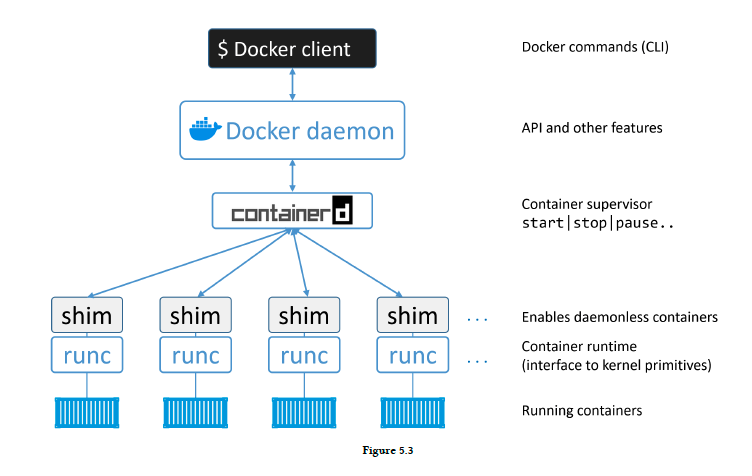 $ Docker client
Docker commands (CLI)
Docker daemon
API and other features
containerd
Container supervisor
start|stop|pause..
shim shim shim shim ...
Enables daemonless containers
runc runc runc runc ...
Container runtime
(interface to kernel primitives)
Running containers
Figure 5.3